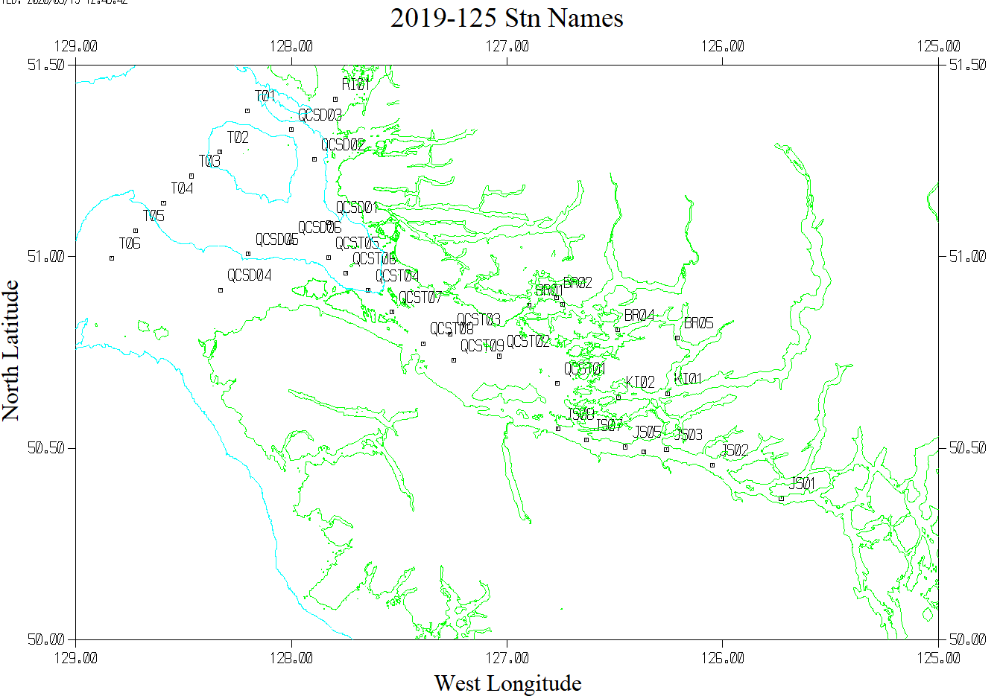 2019-125 Stn Names
129.00 128.00 127.00 126.00 125.00
51.50 51.50
RI01
T01
QCSD03
T02
QCSD02
T03
T04
QCSD01
T05
QCSD06
T06 QCSD05 QCST05
51.00 51.00
QCST06
QCSD04 QCST04
BR02
BR01
QCST07
BR04
QCST03 BR05
QCST08
QCST09 QCST02
QCST01
KI02 KI01
JS08
JS07
JS05 JS03
50.50 50.50
JS02
JS01
50.00 50.00
129.00 128.00 127.00 126.00 125.00
North Latitude
West Longitude